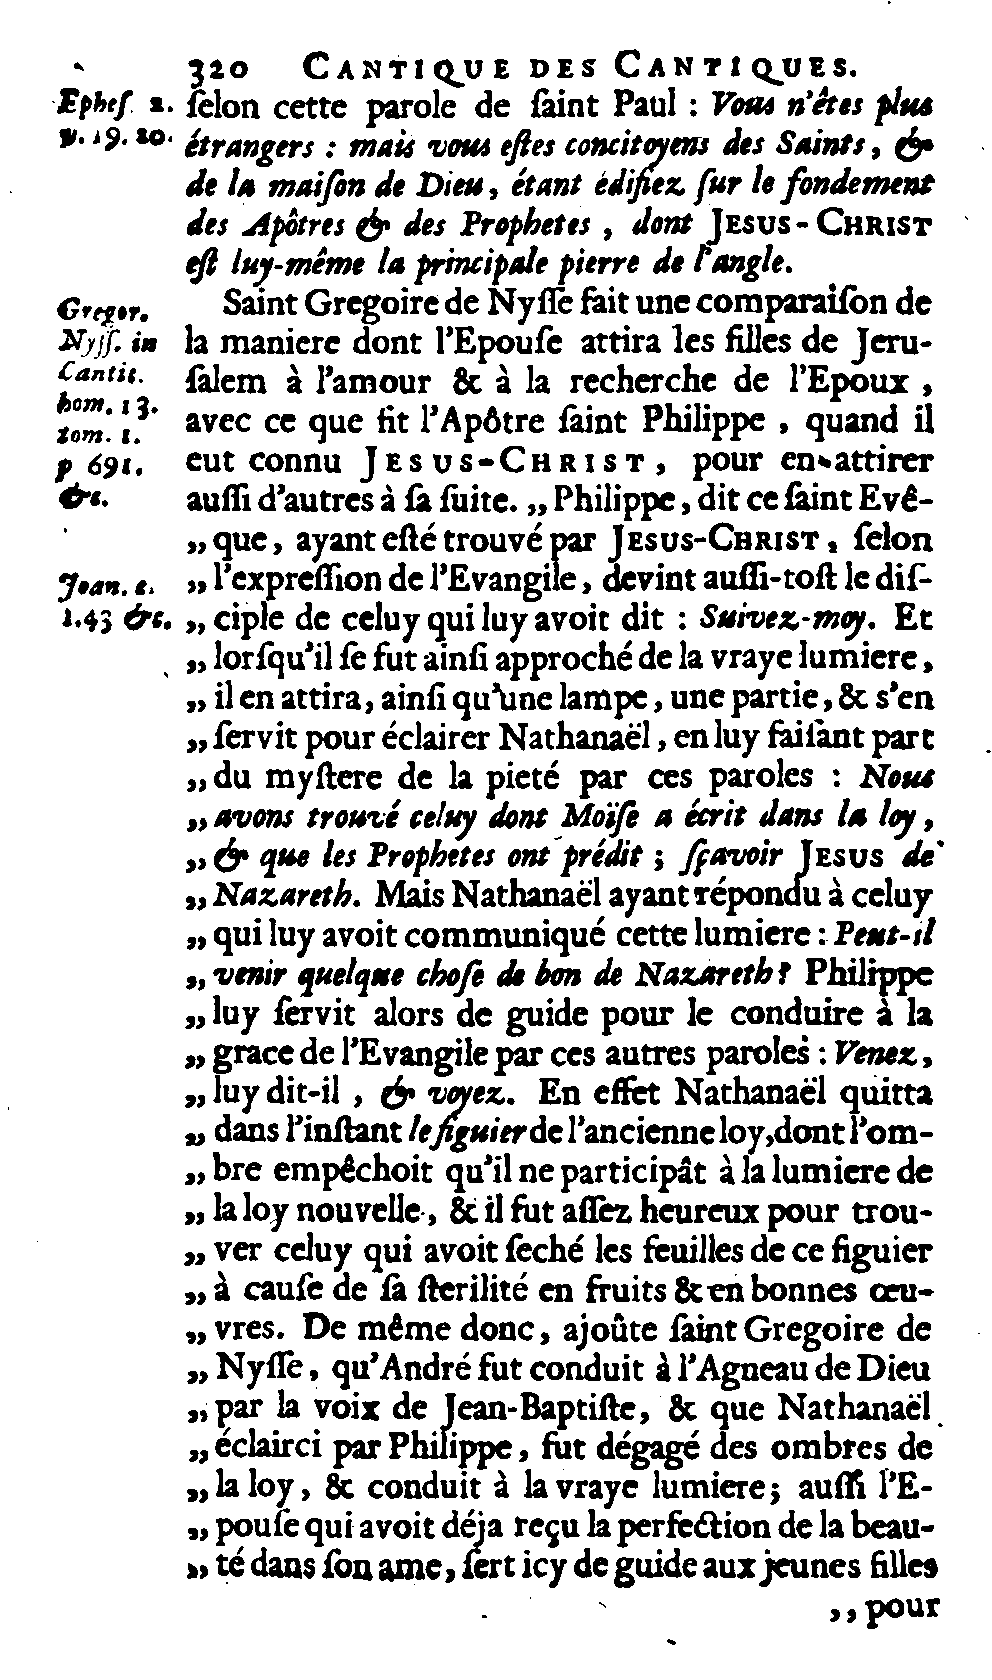 320 CANTIQUE DES CANTIQUES.
Epheſ. 2.
v. 19. 20.
ſelon cette parole de ſaint Paul : Vous n'êtes plus
étrangers : mais vous eſtes concitoyens des Saints, &
de la maiſon de Dieu, étant édifiez ſur le fondement
des Apôtres & des Prophetes, dont JESUS-CHRIST
eſt luy-même la principale pierre de l'angle.
Gregor.
Nyſſ. in
Cantic.
hom. 13.
tom. 1.
p 691.
&c.
Saint Gregoire de Nyſſe fait une comparaiſon de
la maniere dont l'Epouſe attira les filles de Jeru-
ſalem à l'amour & à la recherche de l'Epoux,
avec ce que fit l'Apôtre ſaint Philippe, quand il
eut connu JESUS-CHRIST, pour en attirer
auſſi d'autres à ſa ſuite. „ Philippe, dit ce ſaint Evê-
„ que, ayant eſté trouvé par JESUS-CHRIST, ſelon
Joan. c.
1.43 &c.
„ l'expreſſion de l'Evangile, devint auſſi-toſt le diſ-
„ ciple de celuy qui luy avoit dit : Suivez-moy. Et
„ lorſqu'il ſe fut ainſi approché de la vraye lumiere,
„ il en attira, ainſi qu'une lampe, une partie, & s'en
„ ſervit pour éclairer Nathanaël, en luy faiſant part
„ du myſtere de la pieté par ces paroles : Nous
„ avons trouvé celuy dont Moïſe a écrit dans la loy,
„ & que les Prophetes ont prédit ; ſçavoir JESUS de
„ Nazareth. Mais Nathanaël ayant répondu à celuy
„ qui luy avoit communiqué cette lumiere : Peut-il
„ venir quelque choſe de bon de Nazareth? Philippe
„ luy ſervit alors de guide pour le conduire à la
„ grace de l'Evangile par ces autres paroles : Venez,
„ luy dit-il, & voyez. En effet Nathanaël quitta
„ dans l'inſtant le figuier de l'ancienne loy, dont l'om-
„ bre empêchoit qu'il ne participât à la lumiere de
„ la loy nouvelle, & il fut aſſez heureux pour trou-
„ ver celuy qui avoit ſeché les feuilles de ce figuier
„ à cauſe de ſa ſterilité en fruits & en bonnes œu-
„ vres. De même donc, ajoûte ſaint Gregoire de
„ Nyſſe, qu'André fut conduit à l'Agneau de Dieu
„ par la voix de Jean-Baptiſte, & que Nathanaël
„ éclairci par Philippe, fut dégagé des ombres de
„ la loy, & conduit à la vraye lumiere; auſſi l'E-
„ pouſe qui avoit déja reçu la perfection de la beau-
„ té dans ſon ame, ſert icy de guide aux jeunes filles
„ pour